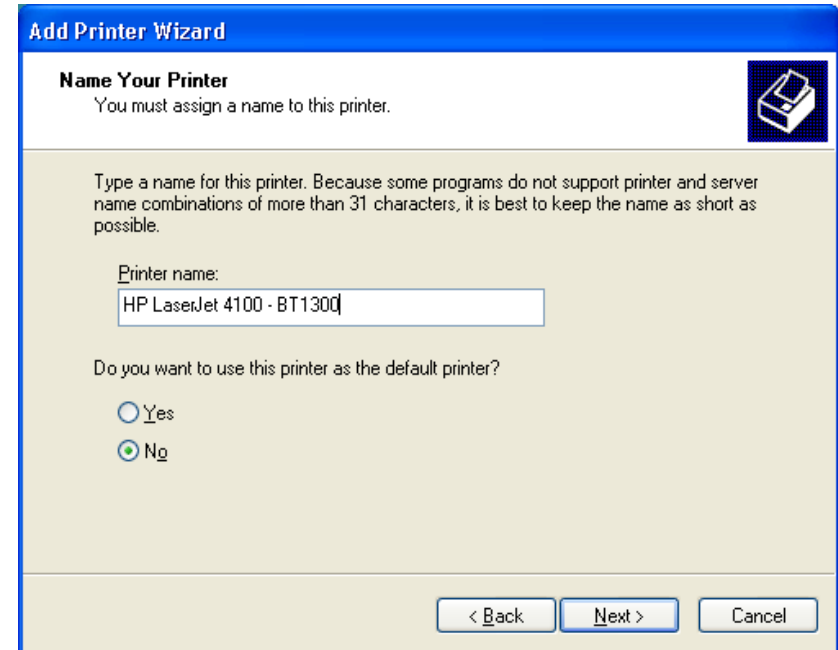 Add Printer Wizard
Name Your Printer
You must assign a name to this printer.
Type a name for this printer. Because some programs do not support printer and server
name combinations of more than 31 characters, it is best to keep the name as short as
possible.
Printer name:
HP LaserJet 4100 - BT1300
Do you want to use this printer as the default printer?
Yes
No
< Back Next > Cancel